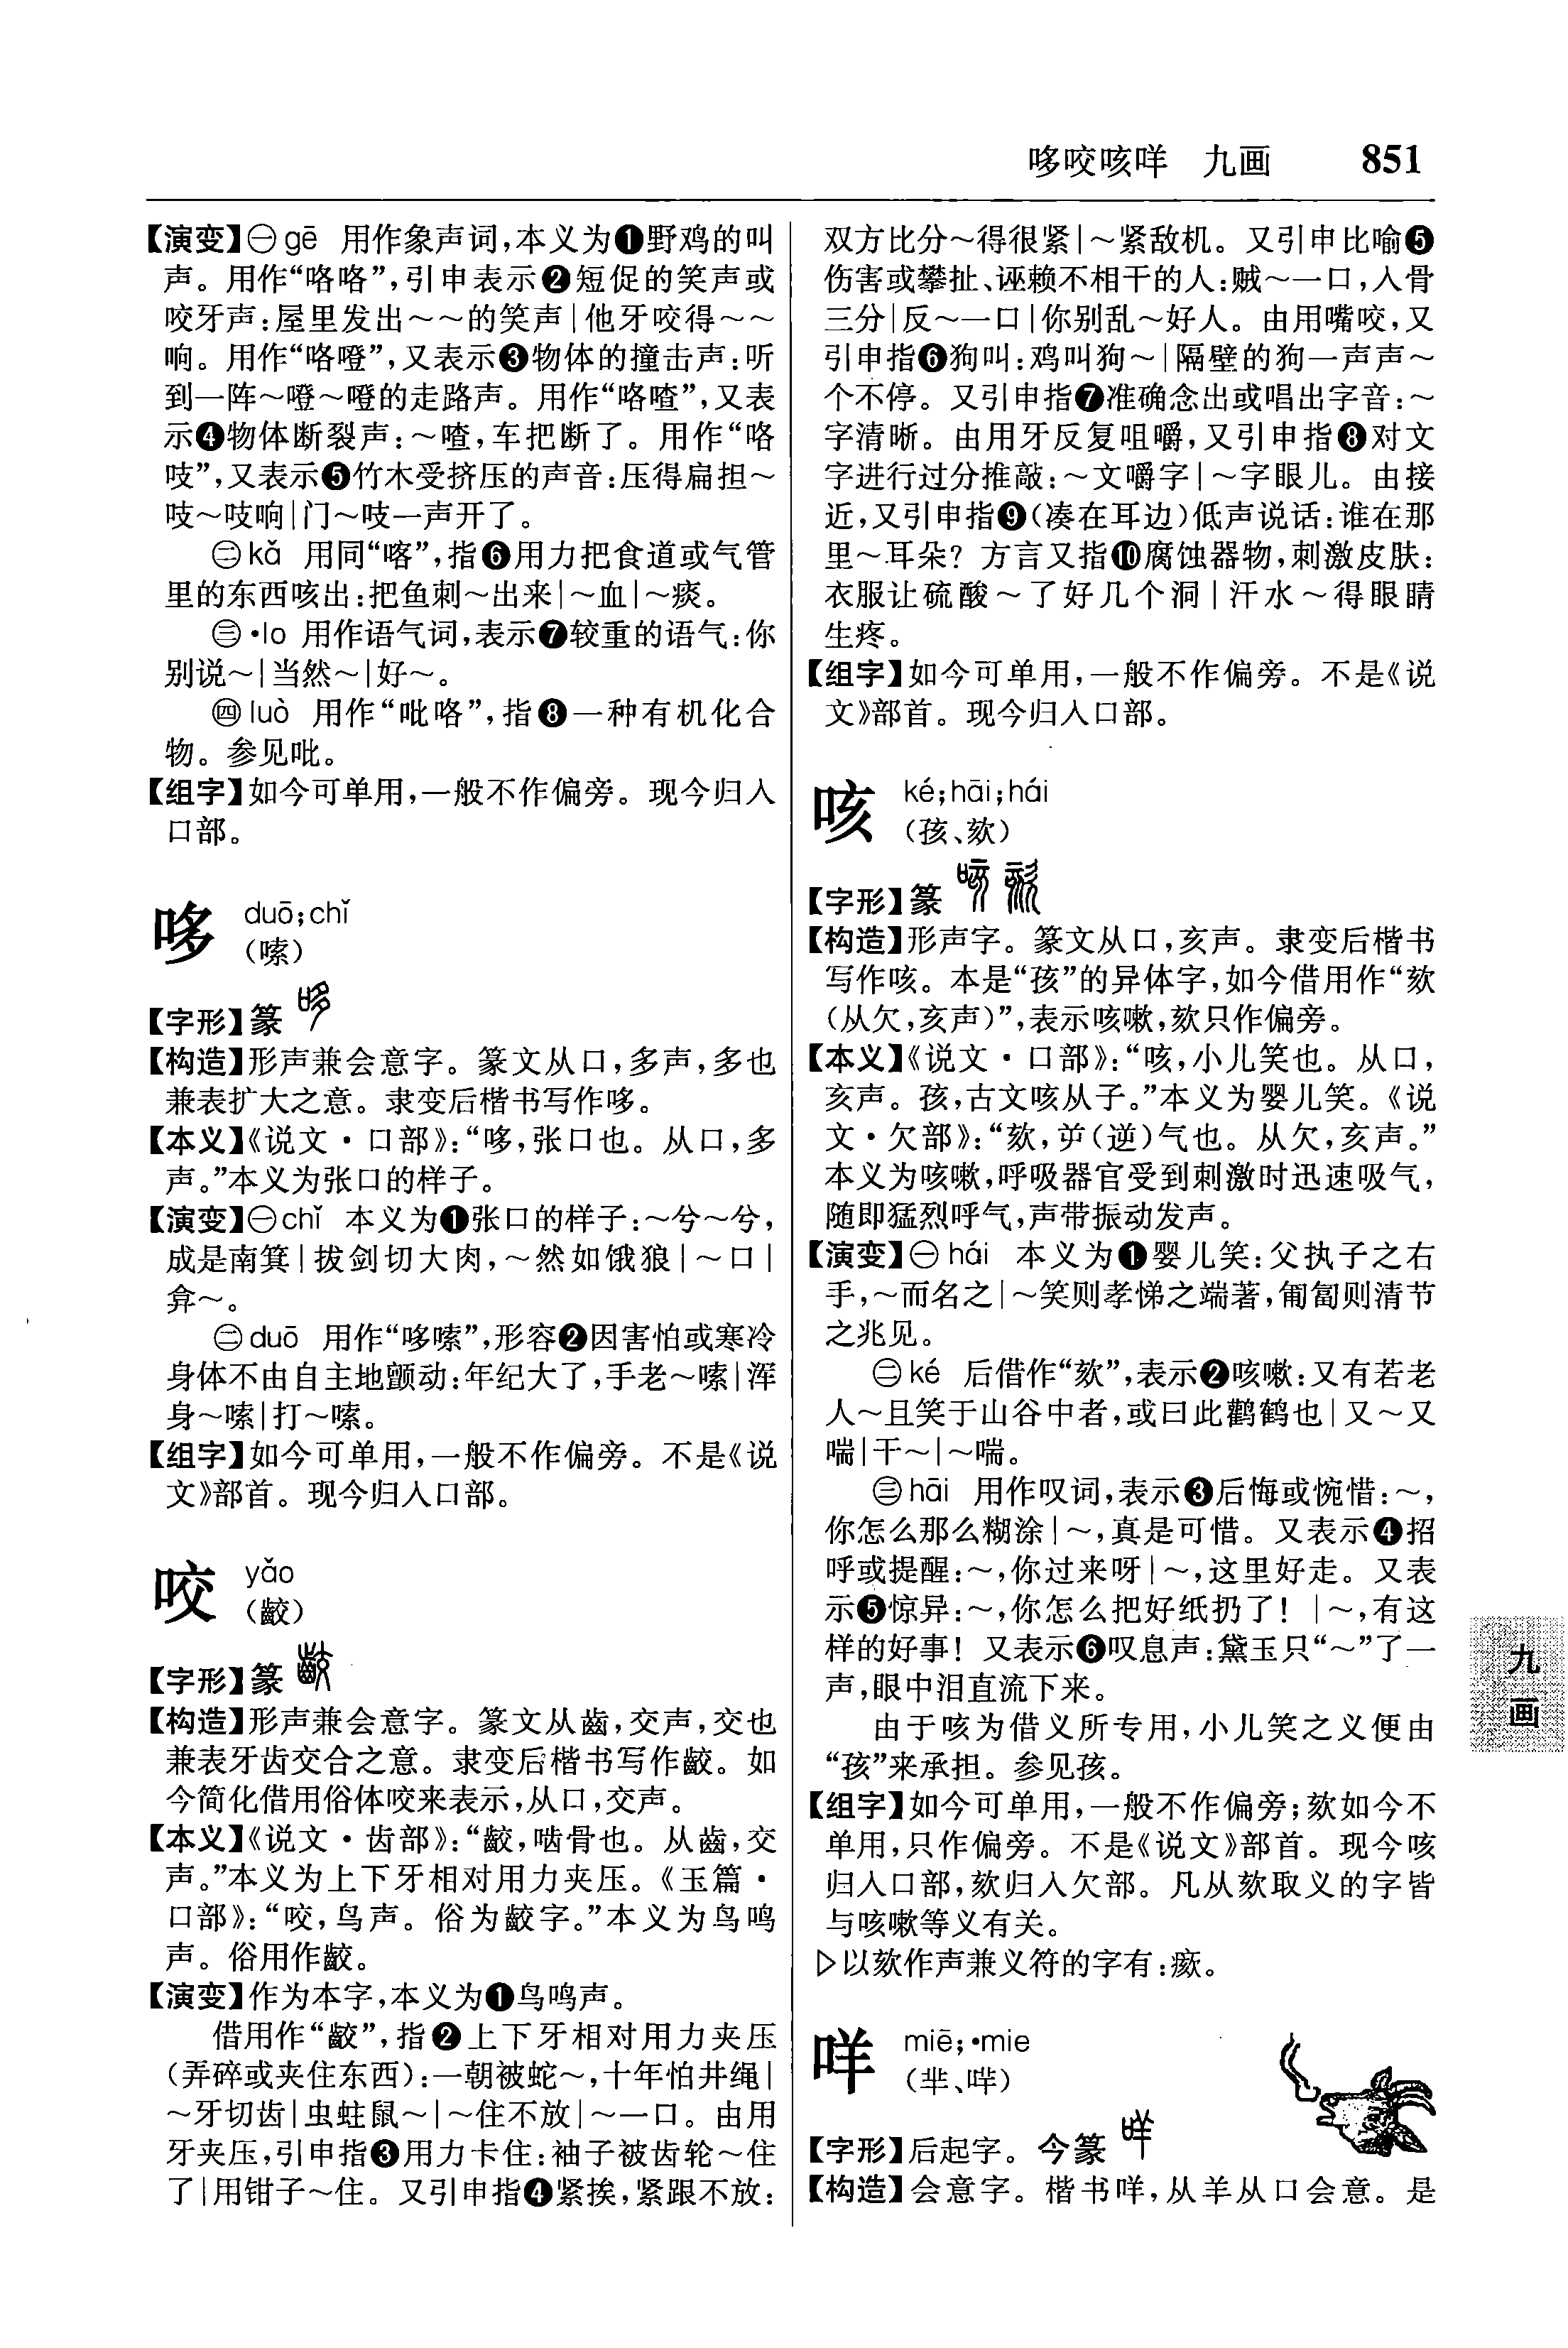 哆咬咳咩 九画 851
【演变】㊀gē 用作象声词,本义为❶野鸡的叫
声。用作“咯咯”,引申表示❷短促的笑声或
咬牙声:屋里发出～～的笑声|他牙咬得～～
响。用作“咯噔”,又表示❸物体的撞击声:听
到一阵～噔～噔的走路声。用作“咯喳”,又表
示❹物体断裂声:～喳,车把断了。用作“咯
吱”,又表示❺竹木受挤压的声音:压得扁担～
吱～吱响|门～吱一声开了。
㊁kǎ 用同“喀”,指❻用力把食道或气管
里的东西咳出:把鱼刺～出来|～血|～痰。
㊂•lo 用作语气词,表示❼较重的语气:你
别说～|当然～|好～。
㊃luò 用作“吡咯”,指❽一种有机化合
物。参见吡。
【组字】如今可单用,一般不作偏旁。现今归入
口部。
哆 duō;chǐ
(嗦)
【字形】篆
【构造】形声兼会意字。篆文从口,多声,多也
兼表扩大之意。隶变后楷书写作哆。
【本义】《说文·口部》:“哆,张口也。从口,多
声。”本义为张口的样子。
【演变】㊀chǐ 本义为❶张口的样子:～兮～兮,
成是南箕|拔剑切大肉,～然如饿狼|～口|
弇～。
㊁duō 用作“哆嗦”,形容❷因害怕或寒冷
身体不由自主地颤动:年纪大了,手老～嗦|浑
身～嗦|打～嗦。
【组字】如今可单用,一般不作偏旁。不是《说
文》部首。现今归入口部。
咬 yǎo
(齩)
【字形】篆
【构造】形声兼会意字。篆文从齒,交声,交也
兼表牙齿交合之意。隶变后楷书写作齩。如
今简化借用俗体咬来表示,从口,交声。
【本义】《说文·齿部》:“齩,啮骨也。从齒,交
声。”本义为上下牙相对用力夹压。《玉篇·
口部》:“咬,鸟声。俗为齩字。”本义为鸟鸣
声。俗用作齩。
【演变】作为本字,本义为❶鸟鸣声。
借用作“齩”,指❷上下牙相对用力夹压
(弄碎或夹住东西):一朝被蛇～,十年怕井绳|
～牙切齿|虫蛀鼠～|～住不放|～一口。由用
牙夹压,引申指❸用力卡住:袖子被齿轮～住
了|用钳子～住。又引申指❹紧挨,紧跟不放:
双方比分～得很紧|～紧敌机。又引申比喻❺
伤害或攀扯、诬赖不相干的人:贼～一口,入骨
三分|反～一口|你别乱～好人。由用嘴咬,又
引申指❻狗叫:鸡叫狗～|隔壁的狗一声声～
个不停。又引申指❼准确念出或唱出字音:～
字清晰。由用牙反复咀嚼,又引申指❽对文
字进行过分推敲:～文嚼字|～字眼儿。由接
近,又引申指❾(凑在耳边)低声说话:谁在那
里～耳朵? 方言又指❿腐蚀器物,刺激皮肤:
衣服让硫酸～了好几个洞|汗水～得眼睛
生疼。
【组字】如今可单用,一般不作偏旁。不是《说
文》部首。现今归入口部。
咳 ké;hāi;hái
(孩、欬)
【字形】篆
【构造】形声字。篆文从口,亥声。隶变后楷书
写作咳。本是“孩”的异体字,如今借用作“欬
(从欠,亥声)”,表示咳嗽,欬只作偏旁。
【本义】《说文·口部》:“咳,小儿笑也。从口,
亥声。孩,古文咳从子。”本义为婴儿笑。《说
文·欠部》:“欬,屰(逆)气也。从欠,亥声。”
本义为咳嗽,呼吸器官受到刺激时迅速吸气,
随即猛烈呼气,声带振动发声。
【演变】㊀hái 本义为❶婴儿笑:父执子之右
手,～而名之|～笑则孝悌之端著,匍匐则清节
之兆见。
㊁ké 后借作“欬”,表示❷咳嗽:又有若老
人～且笑于山谷中者,或曰此鹳鹤也|又～又
喘|干～|～喘。
㊂hāi 用作叹词,表示❸后悔或惋惜:～,
你怎么那么糊涂|～,真是可惜。又表示❹招
呼或提醒:～,你过来呀|～,这里好走。又表
示❺惊异:～,你怎么把好纸扔了! |～,有这
样的好事! 又表示❻叹息声:黛玉只“～”了一
声,眼中泪直流下来。
由于咳为借义所专用,小儿笑之义便由
“孩”来承担。参见孩。
【组字】如今可单用,一般不作偏旁;欬如今不
单用,只作偏旁。不是《说文》部首。现今咳
归入口部,欬归入欠部。凡从欬取义的字皆
与咳嗽等义有关。
▷以欬作声兼义符的字有:瘶。
咩 miē;•mie
(芈、哔)
【字形】后起字。今篆
【构造】会意字。楷书咩,从羊从口会意。是
九
画